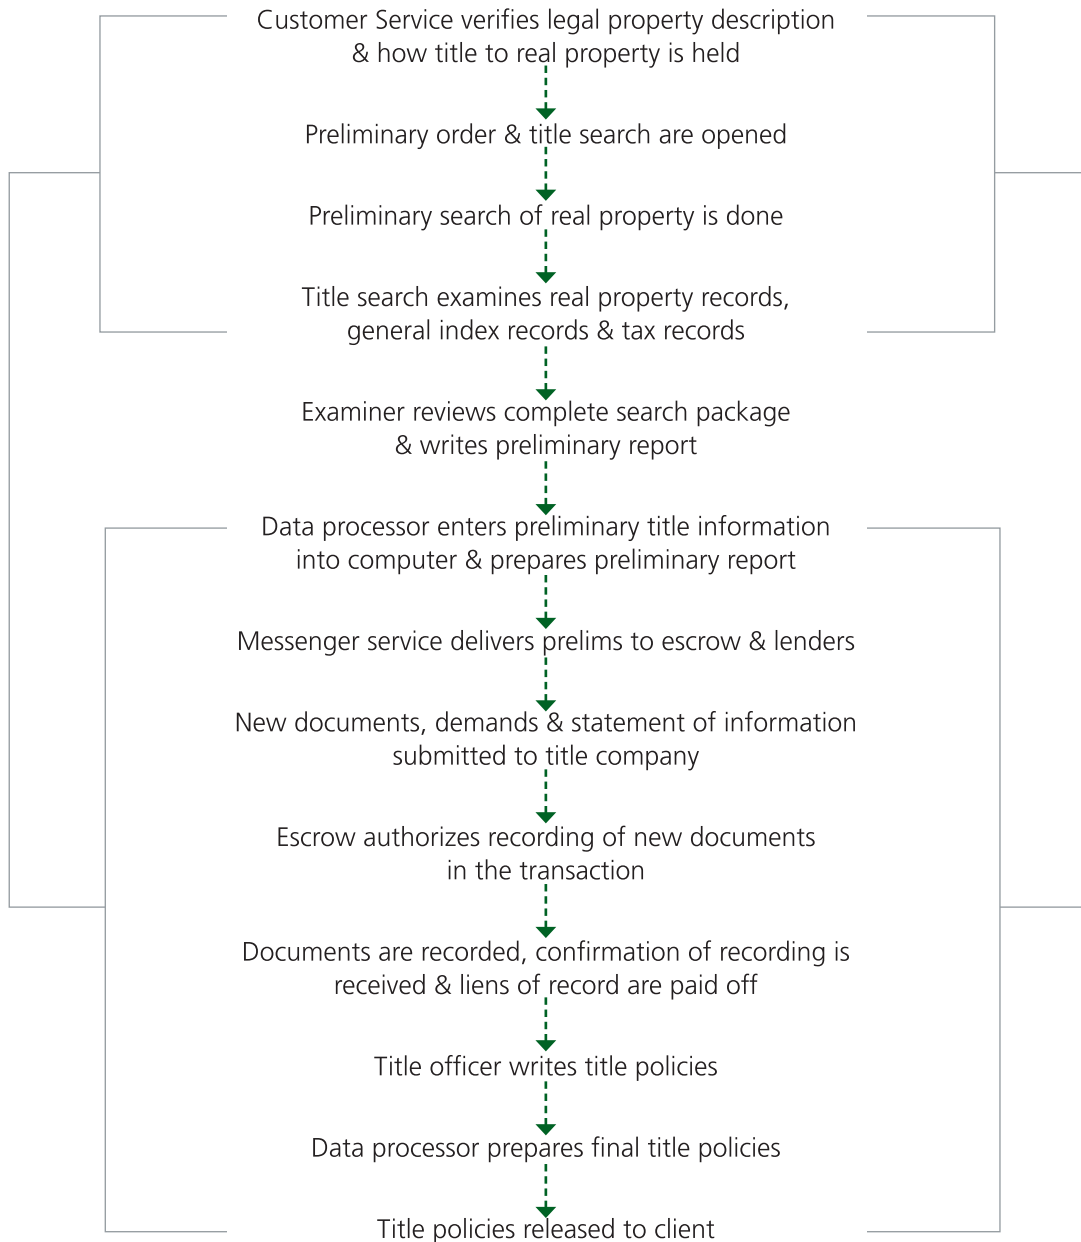 Customer Service verifies legal property description
& how title to real property is held
Preliminary order & title search are opened
Preliminary search of real property is done
Title search examines real property records,
general index records & tax records
Examiner reviews complete search package
& writes preliminary report
Data processor enters preliminary title information
into computer & prepares preliminary report
Messenger service delivers prelims to escrow & lenders
New documents, demands & statement of information
submitted to title company
Escrow authorizes recording of new documents
in the transaction
Documents are recorded, confirmation of recording is
received & liens of record are paid off
Title officer writes title policies
Data processor prepares final title policies
Title policies released to client